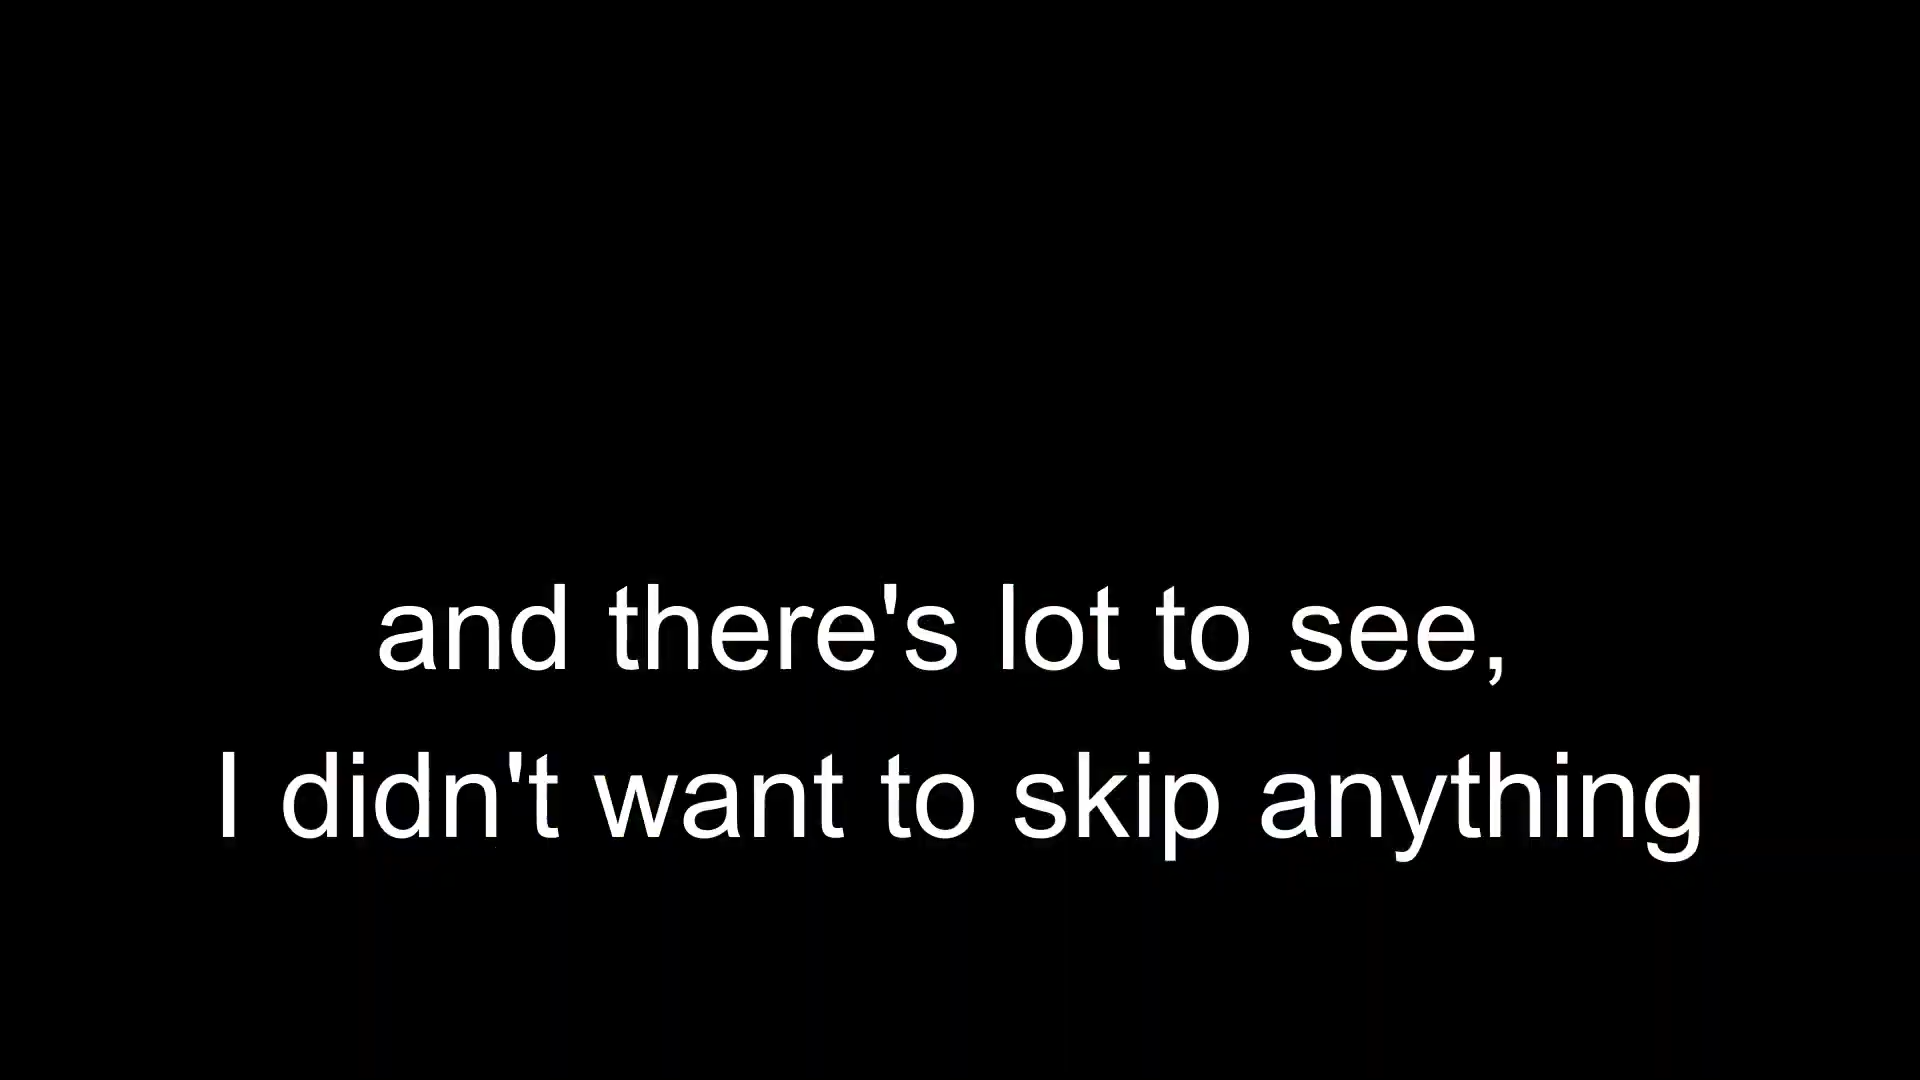 and there's lot to see,
I didn't want to skip anything